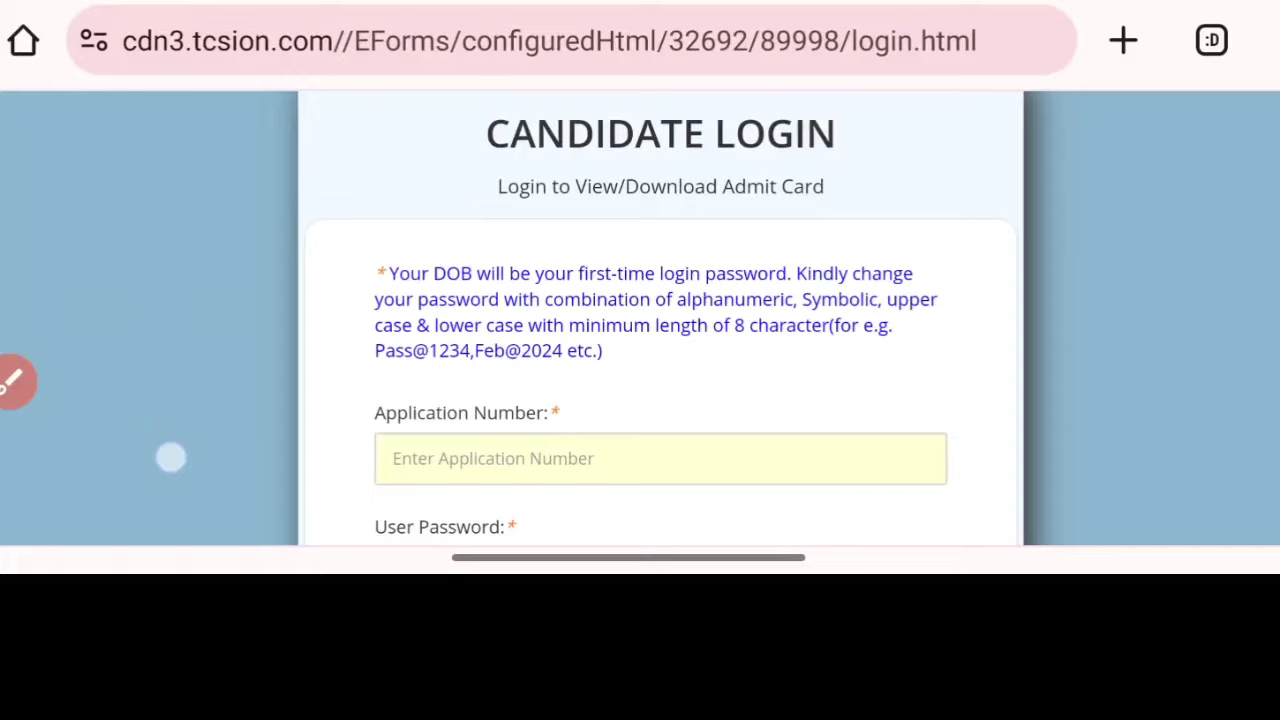 cdn3.tcsion.com//EForms/configuredHtml/32692/89998/login.html
:D
CANDIDATE LOGIN
Login to View/Download Admit Card
*Your DOB will be your first-time login password. Kindly change
your password with combination of alphanumeric, Symbolic, upper
case & lower case with minimum length of 8 character(for e.g.
Pass@1234,Feb@2024 etc.)
Application Number:*
Enter Application Number
User Password:*